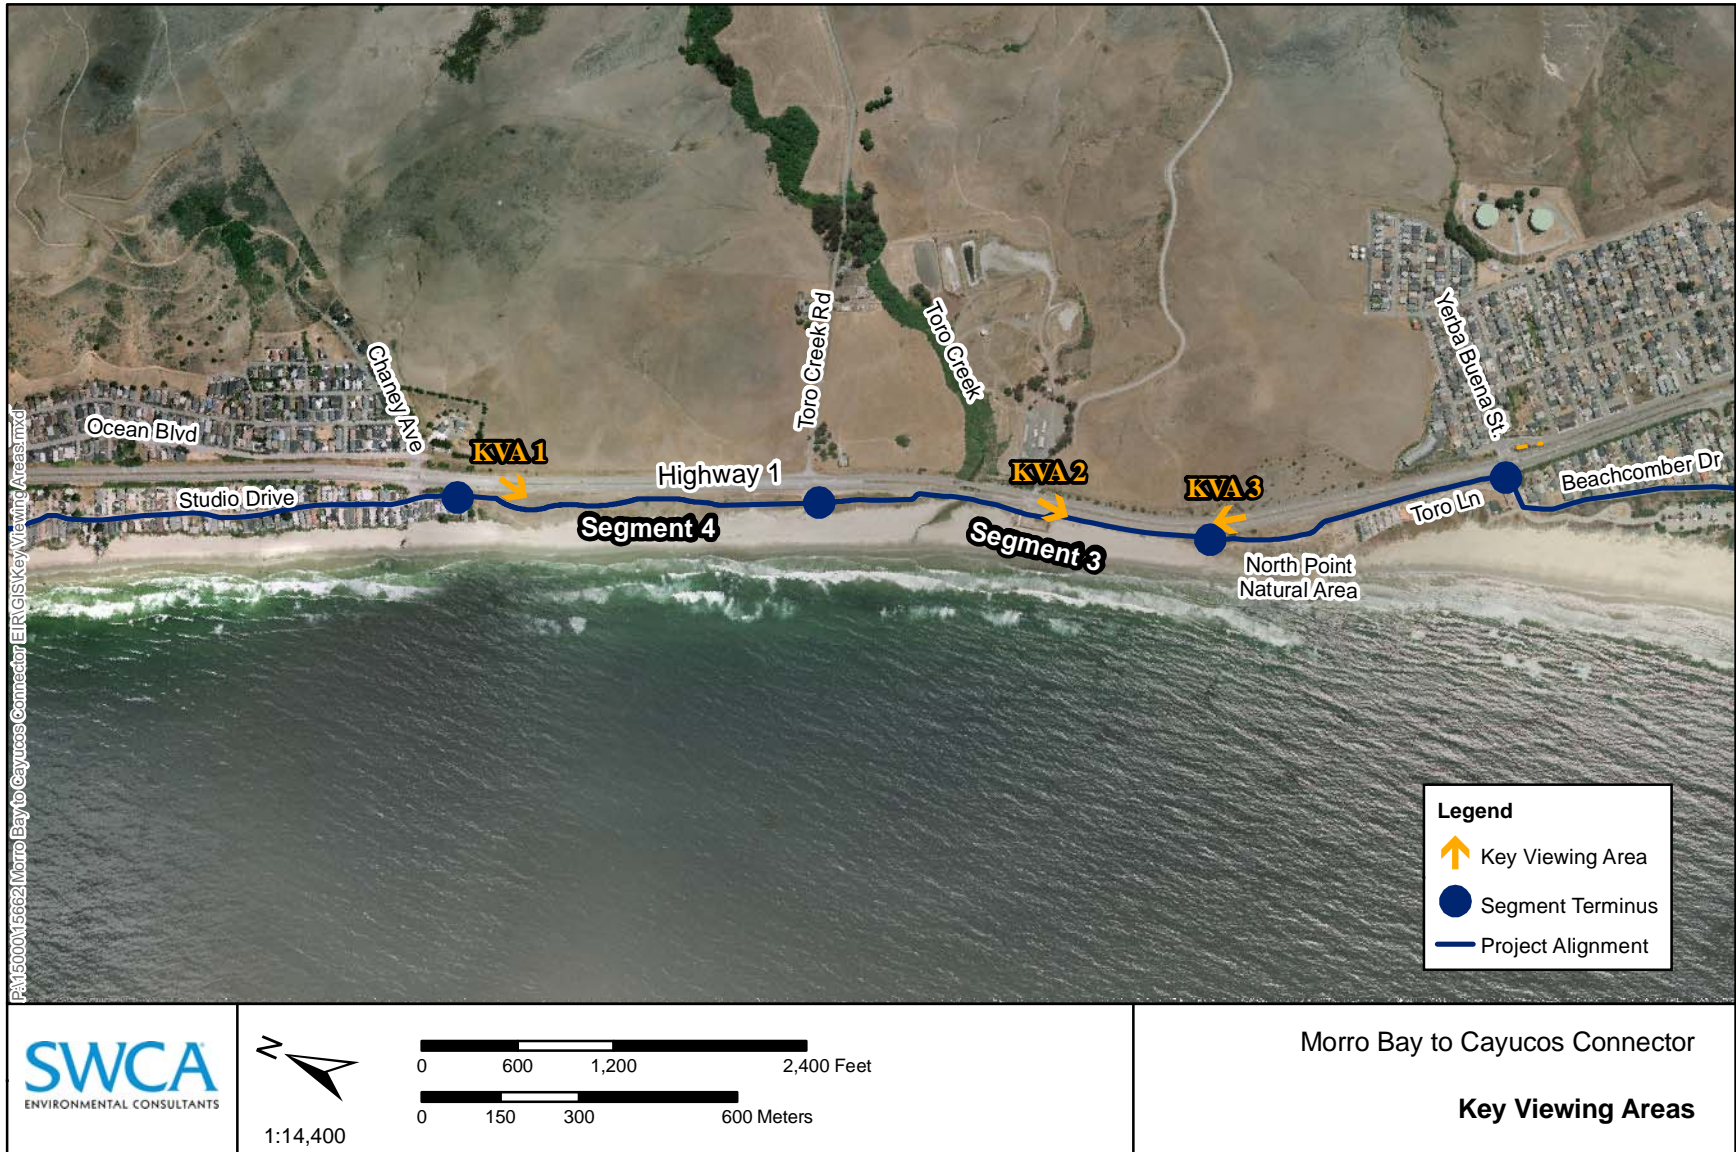 Yerba Buena St.
Toro Creek Rd
Toro Creek
Chaney Ave
Ocean Blvd
KVA 1
Highway 1
KVA 2
KVA 3
Beachcomber Dr
Studio Drive
Toro Ln
Segment 4
Segment 3
North Point
Natural Area
P:\15000\15662 Morro Bay to Cayucos Connector EIR\GIS\Key Viewing Areas.mxd
Legend
Key Viewing Area
Segment Terminus
Project Alignment
SWCA
ENVIRONMENTAL CONSULTANTS
N
1:14,400
0 600 1,200 2,400 Feet
0 150 300 600 Meters
Morro Bay to Cayucos Connector
Key Viewing Areas